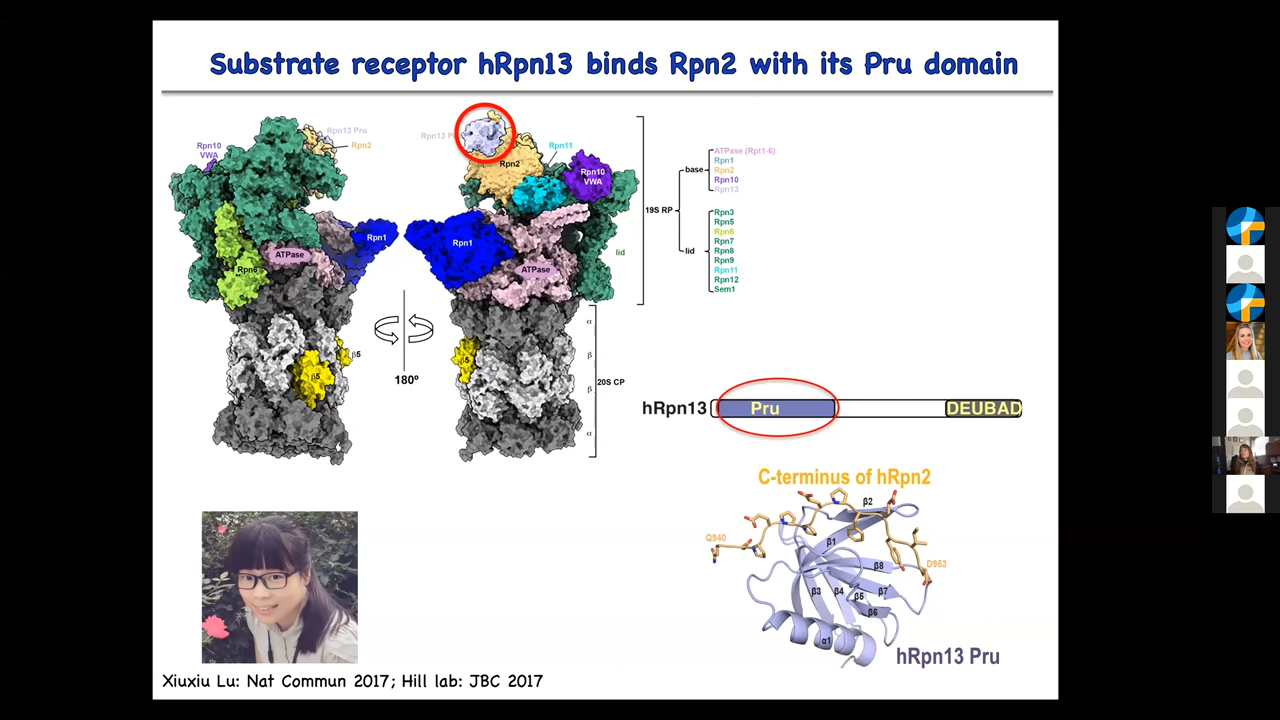 Substrate receptor hRpn13 binds Rpn2 with its Pru domain
Rpn10
VWA
Rpn13 Pru
Rpn2
Rpn1
ATPase
Rpn6
β5
β5
180º
Rpn13 P
Rpn2
Rpn11
Rpn10
VWA
Rpn1
ATPase
lid
β5
α
β
β
α
19S RP
20S CP
base
ATPase (Rpt1-6)
Rpn1
Rpn2
Rpn10
Rpn13
lid
Rpn3
Rpn5
Rpn6
Rpn7
Rpn8
Rpn9
Rpn11
Rpn12
Sem1
hRpn13
Pru
DEUBAD
C-terminus of hRpn2
Q940
D953
β2
β1
β8
β3
β4
β5
β7
β6
α1
hRpn13 Pru
Xiuxiu Lu: Nat Commun 2017; Hill lab: JBC 2017